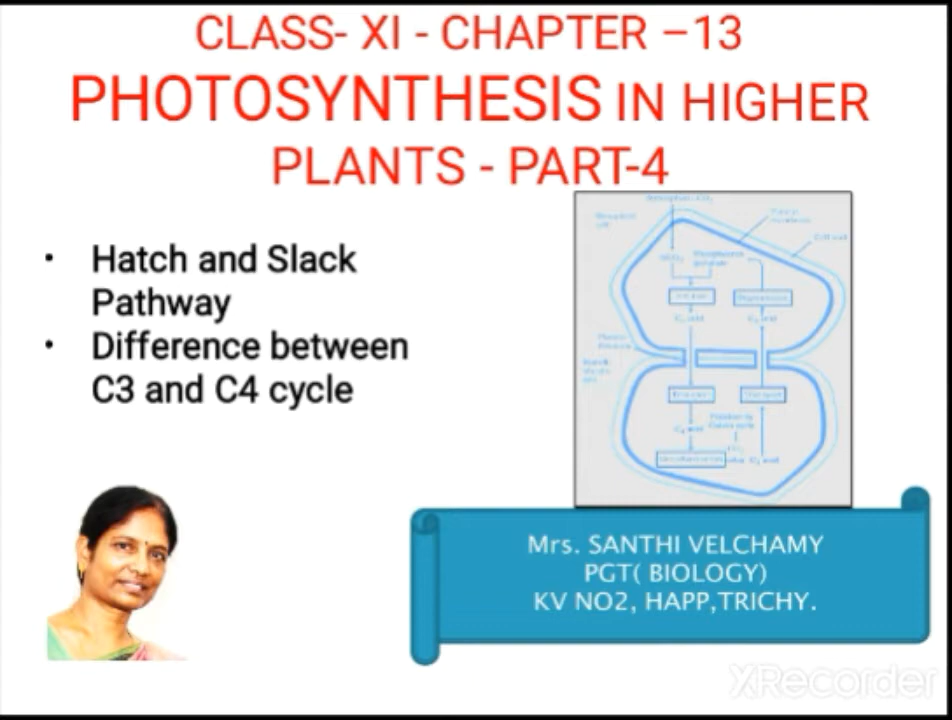 CLASS- XI - CHAPTER –13
PHOTOSYNTHESIS IN HIGHER
PLANTS - PART-4
• Hatch and Slack
Pathway
• Difference between
C3 and C4 cycle
Mrs. SANTHI VELCHAMY
PGT( BIOLOGY)
KV NO2, HAPP,TRICHY.
XRecorder